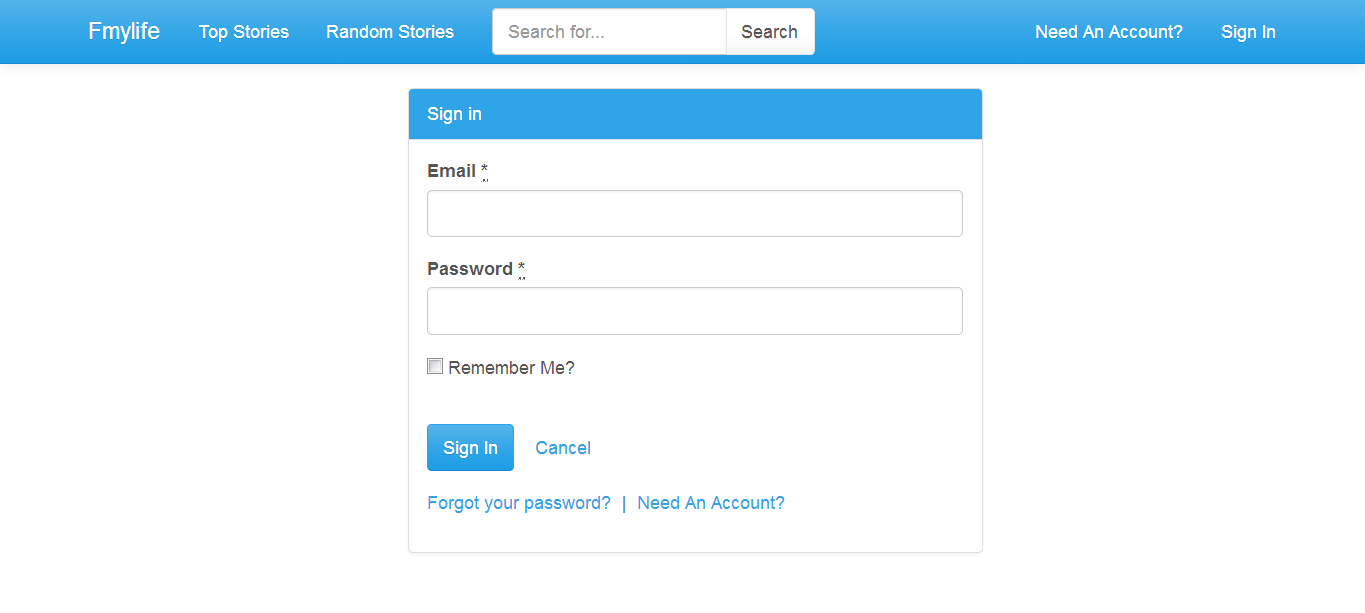 Fmylife Top Stories Random Stories Search for... Search Need An Account? Sign In
Sign in
Email *
Password *
Remember Me?
Sign In Cancel
Forgot your password? | Need An Account?